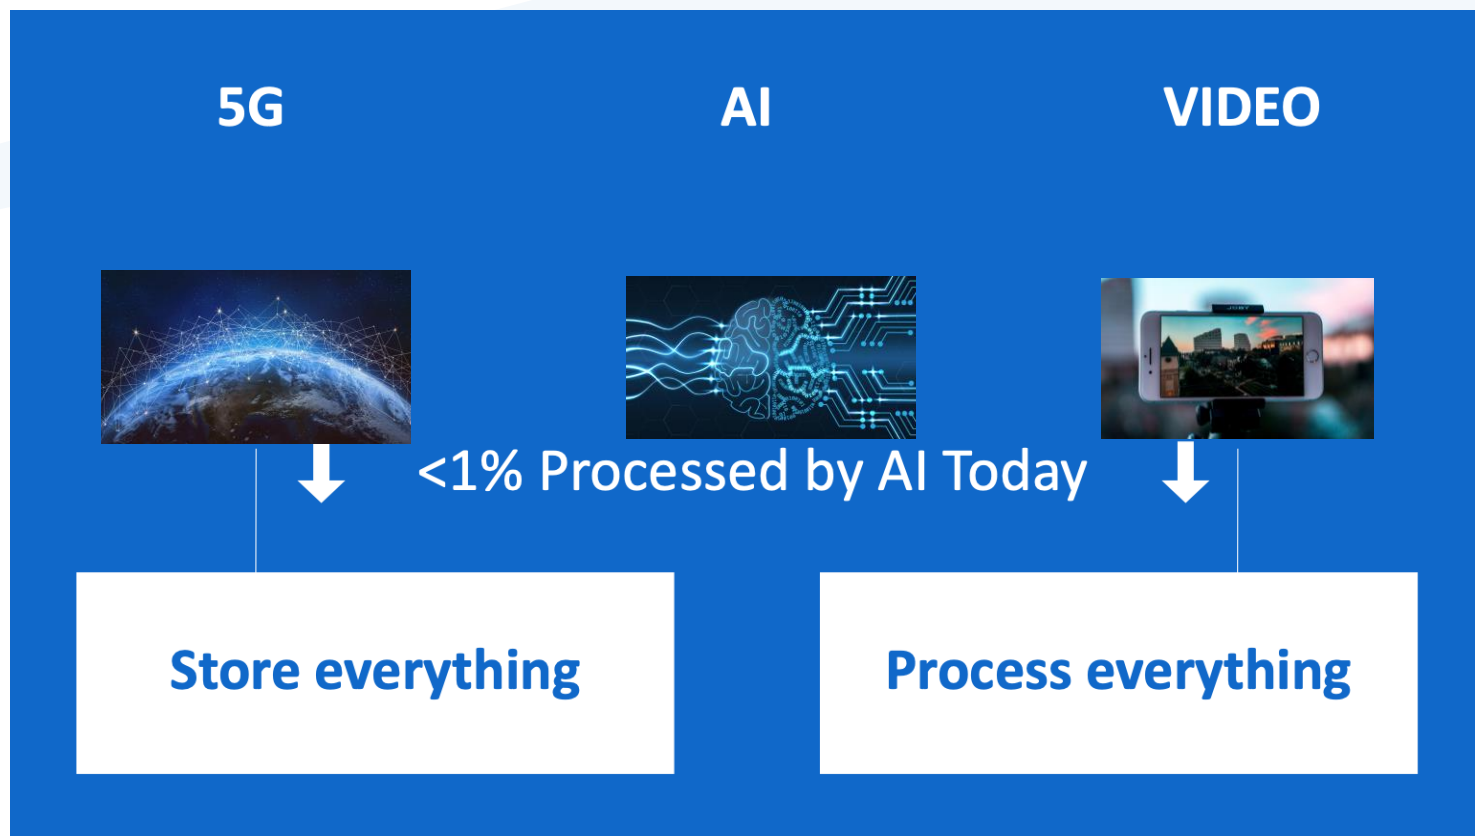 5G
AI
VIDEO
<1% Processed by AI Today
Store everything
Process everything